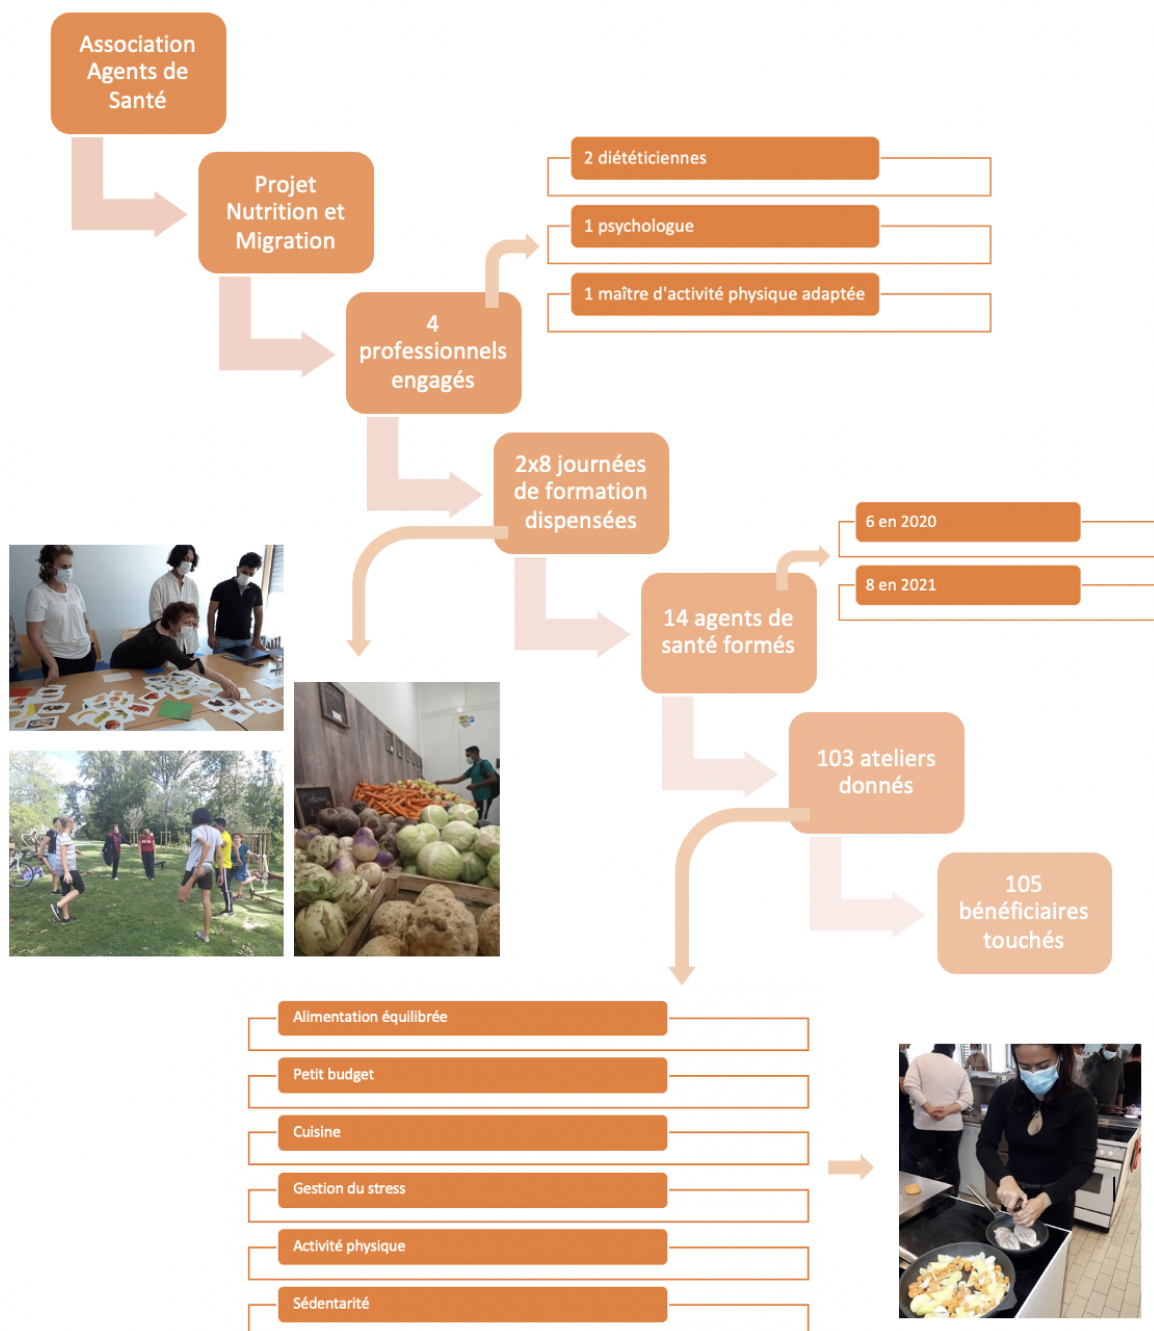 Association
Agents de
Santé
Projet
Nutrition et
Migration
2 diététiciennes
1 psychologue
1 maître d'activité physique adaptée
4
professionnels
engagés
2x8 journées
de formation
dispensées
6 en 2020
8 en 2021
14 agents de
santé formés
103 ateliers
donnés
105
bénéficiaires
touchés
Alimentation équilibrée
Petit budget
Cuisine
Gestion du stress
Activité physique
Sédentarité